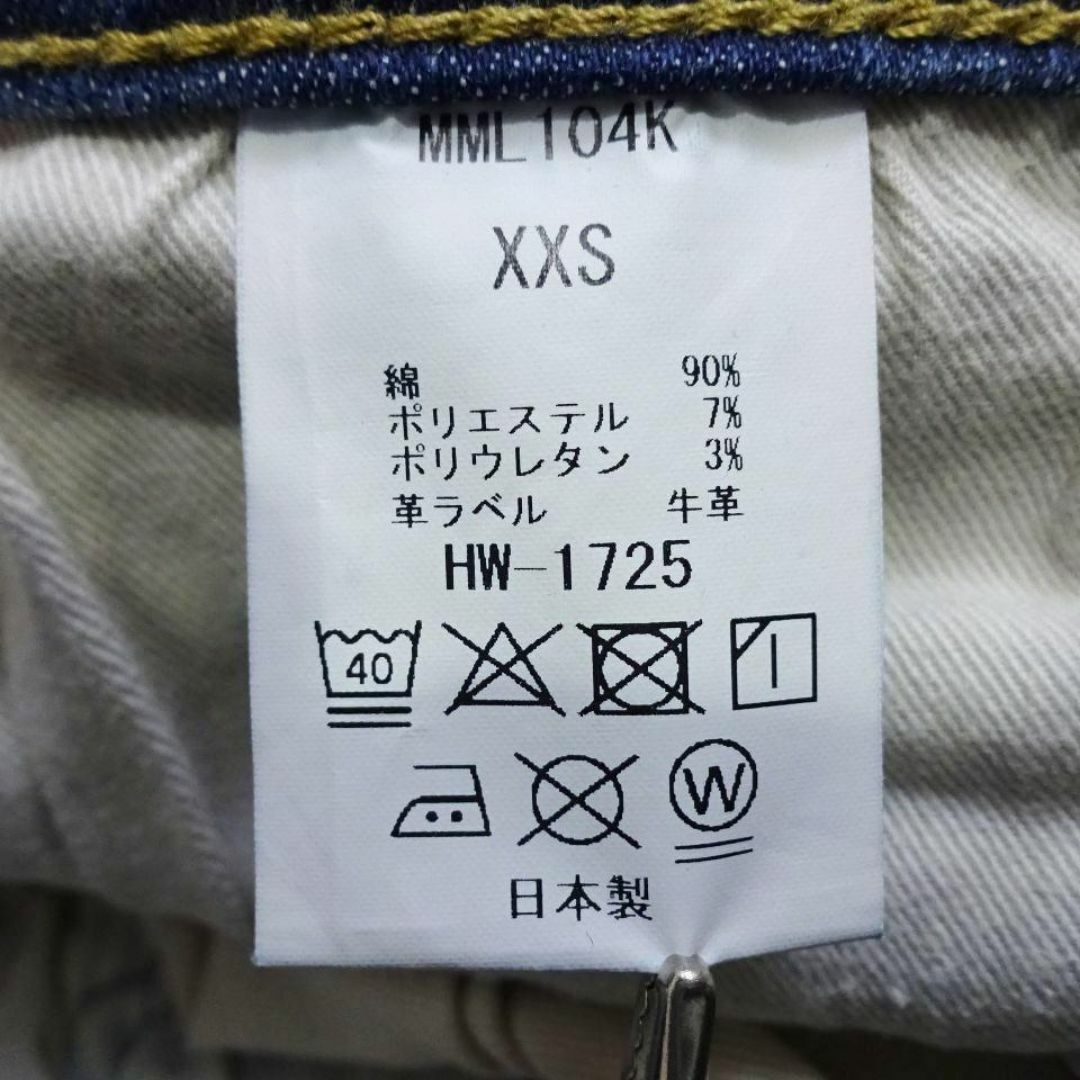 MML104K
XXS
綿 90%
ポリエステル 7%
ポリウレタン 3%
革ラベル 牛革
HW-1725
40
W
日本製